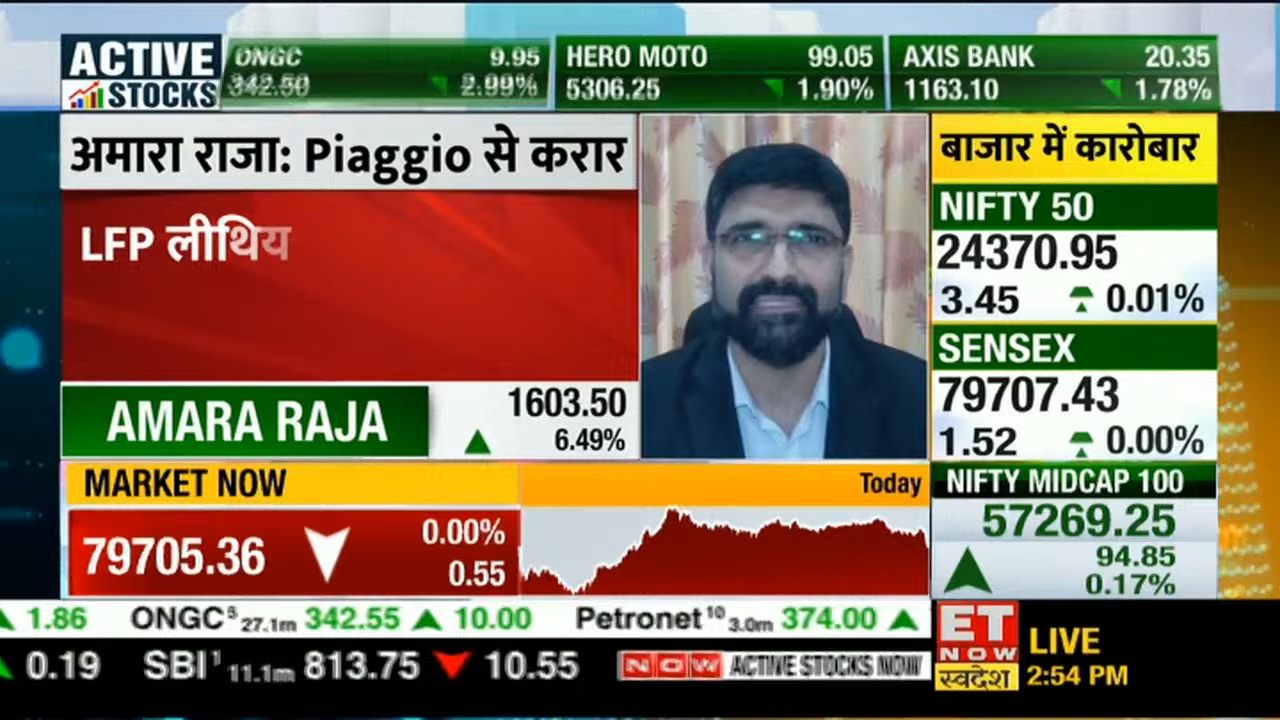 ACTIVE
STOCKS
ONGC 9.95
342.50 2.99%
HERO MOTO 99.05
5306.25 1.90%
AXIS BANK 20.35
1163.10 1.78%
अमारा राजा: Piaggio से करार
LFP लीथिय
AMARA RAJA
1603.50
6.49%
बाजार में कारोबार
NIFTY 50
24370.95
3.45 0.01%
SENSEX
79707.43
1.52 0.00%
NIFTY MIDCAP 100
57269.25
94.85
0.17%
MARKET NOW
Today
79705.36
0.00%
0.55
1.86 ONGC 5 27.1m 342.55 10.00 Petronet 10 3.0m 374.00
0.19 SBI 1 11.1m 813.75 10.55 NOW ACTIVE STOCKS NOW
ET
NOW
स्वदेश
LIVE
2:54 PM